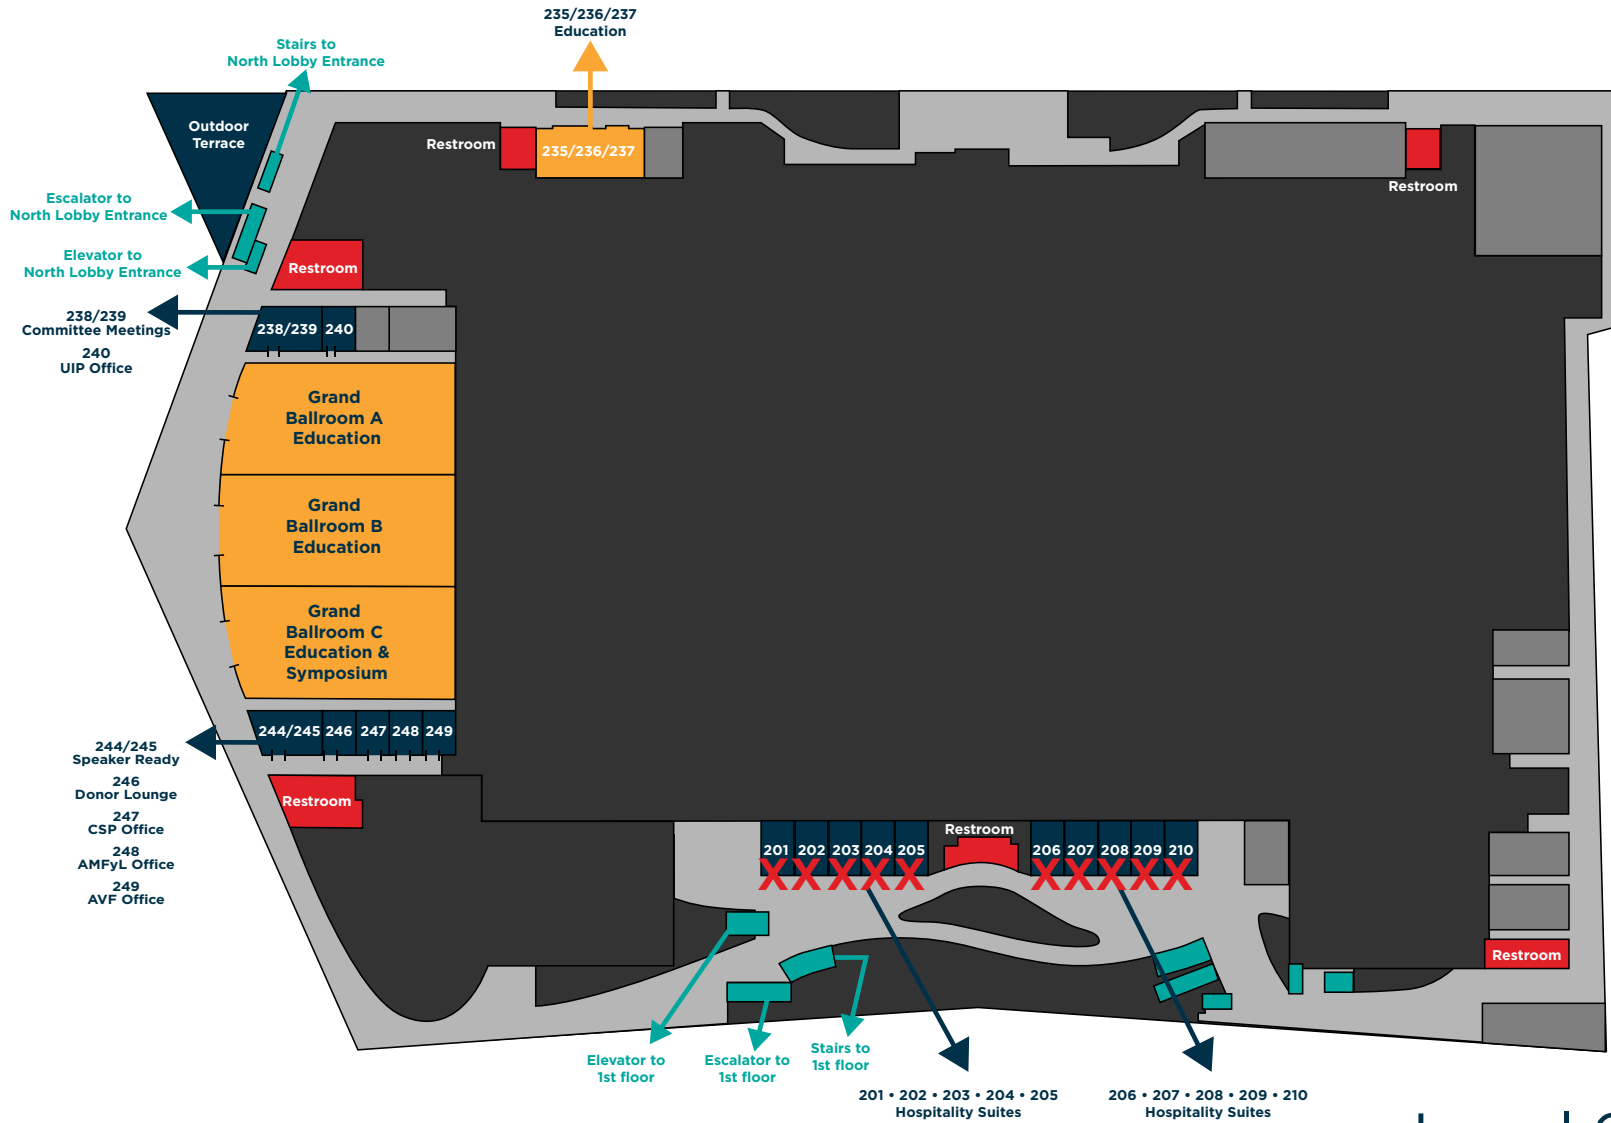 235/236/237
Education
Stairs to
North Lobby Entrance
Outdoor
Terrace
Restroom
235/236/237
Restroom
Escalator to
North Lobby Entrance
Elevator to
North Lobby Entrance
Restroom
238/239
Committee Meetings
240
UIP Office
238/239
240
Grand
Ballroom A
Education
Grand
Ballroom B
Education
Grand
Ballroom C
Education &
Symposium
244/245
246
247
248
249
244/245
Speaker Ready
246
Donor Lounge
247
CSP Office
248
AMFyL Office
249
AVF Office
Restroom
Restroom
201
202
203
204
205
206
207
208
209
210
Restroom
Elevator to
1st floor
Escalator to
1st floor
Stairs to
1st floor
201 • 202 • 203 • 204 • 205
Hospitality Suites
206 • 207 • 208 • 209 • 210
Hospitality Suites